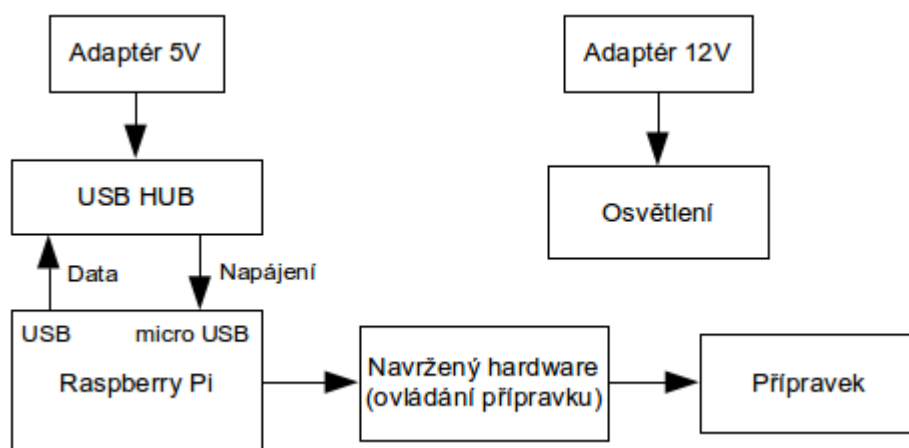 Adaptér 5V
Adaptér 12V
USB HUB
Osvětlení
Data
Napájení
USB
micro USB
Raspberry Pi
Navržený hardware
(ovládání přípravku)
Přípravek